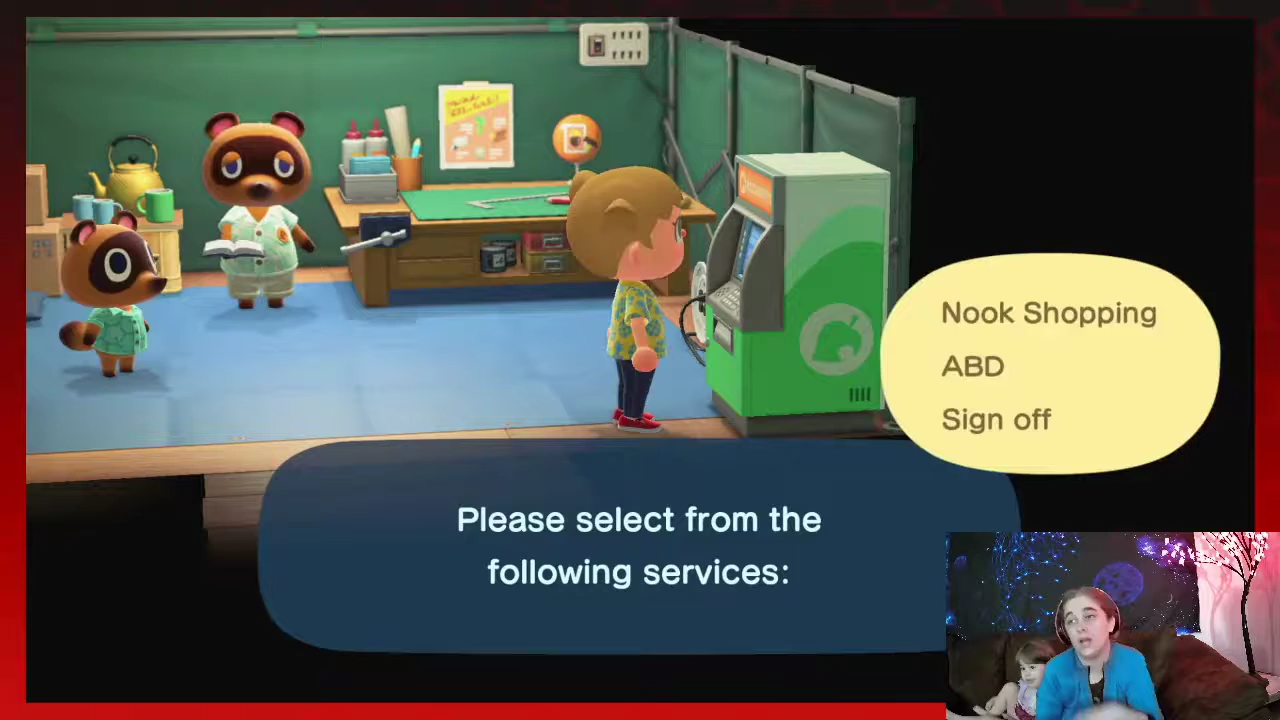 Nook Shopping
ABD
Sign off
Please select from the
following services: